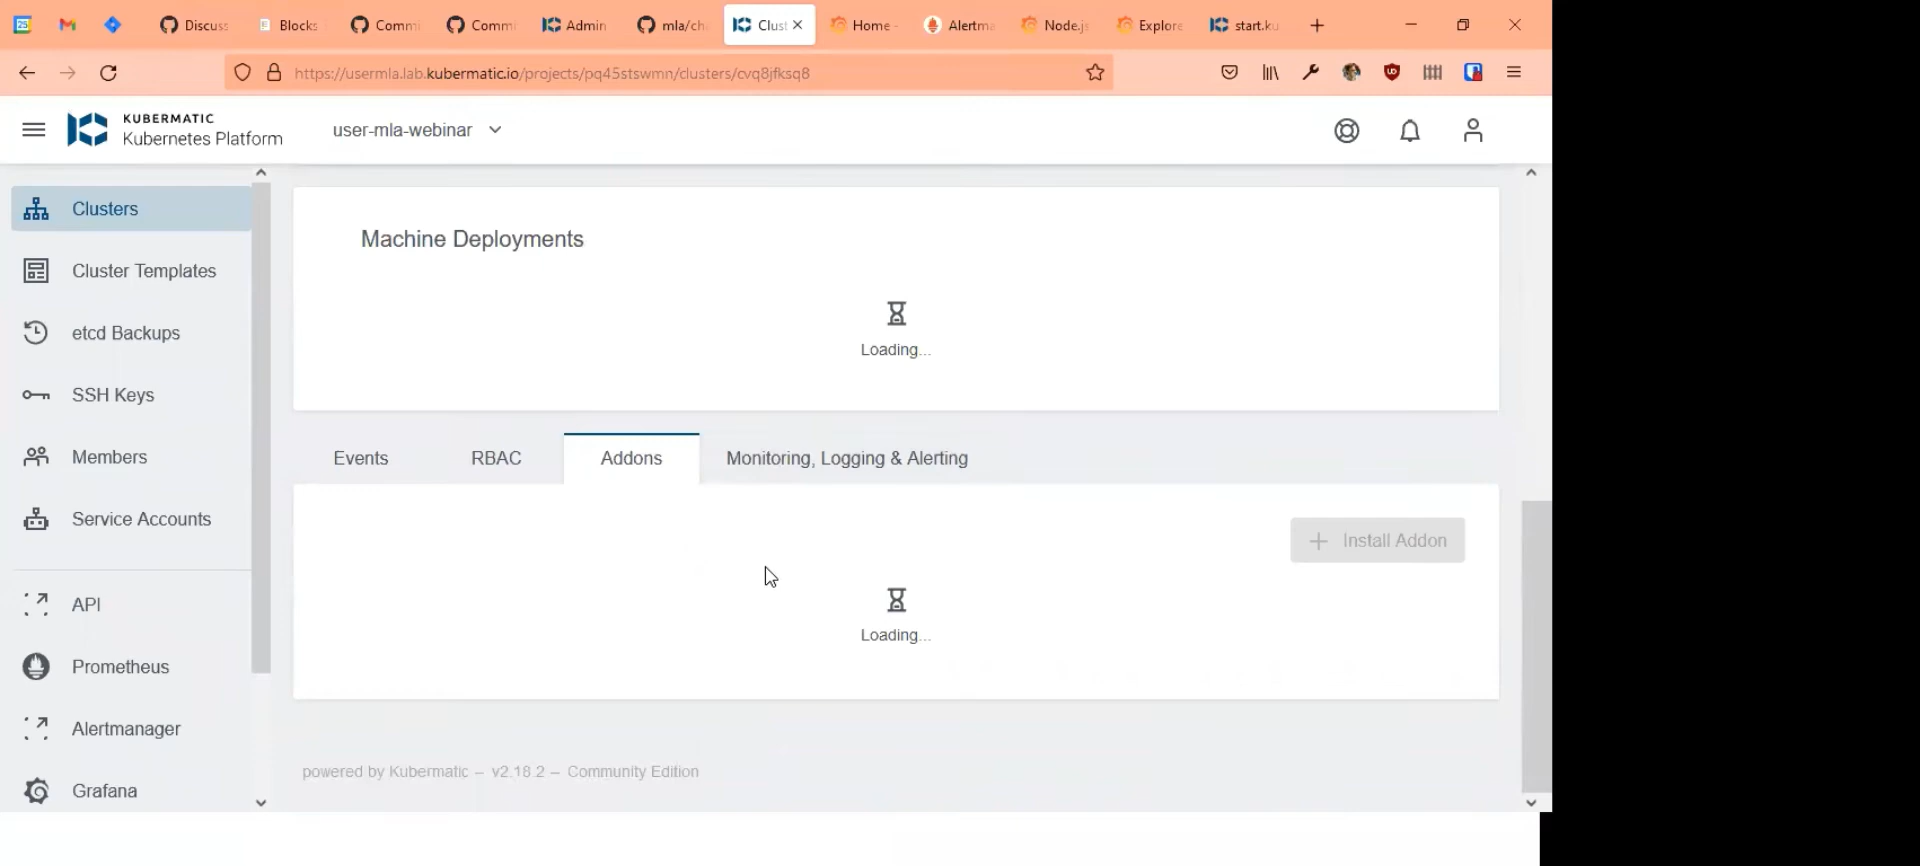 Discuss
Blocks
Comm
Comm
Admin
mla/ch
Clust
Home -
Alertma
Node.js
Explore
start.ku
https://usermla.lab.kubermatic.io/projects/pq45stswmn/clusters/cvq8jfksq8
KUBERMATIC
Kubernetes Platform
user-mla-webinar
Clusters
Cluster Templates
etcd Backups
SSH Keys
Members
Service Accounts
API
Prometheus
Alertmanager
Grafana
Machine Deployments
Loading...
Events
RBAC
Addons
Monitoring, Logging & Alerting
+ Install Addon
Loading...
powered by Kubermatic – v2.18.2 – Community Edition